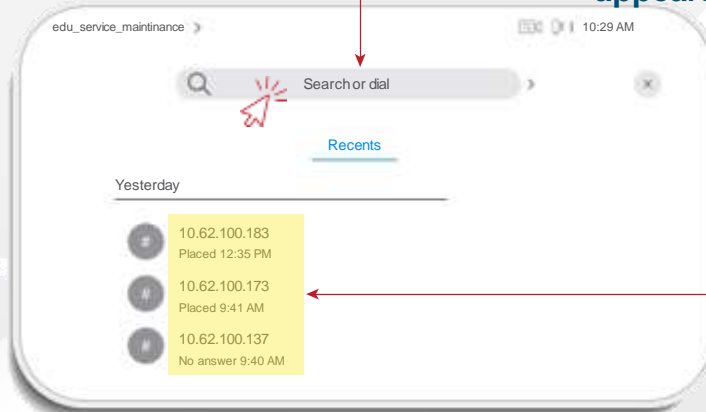 edu_service_maintinance
10:29 AM
Search or dial
Recents
Yesterday
10.62.100.183
Placed 12:35 PM
10.62.100.173
Placed 9:41 AM
10.62.100.137
No answer 9:40 AM